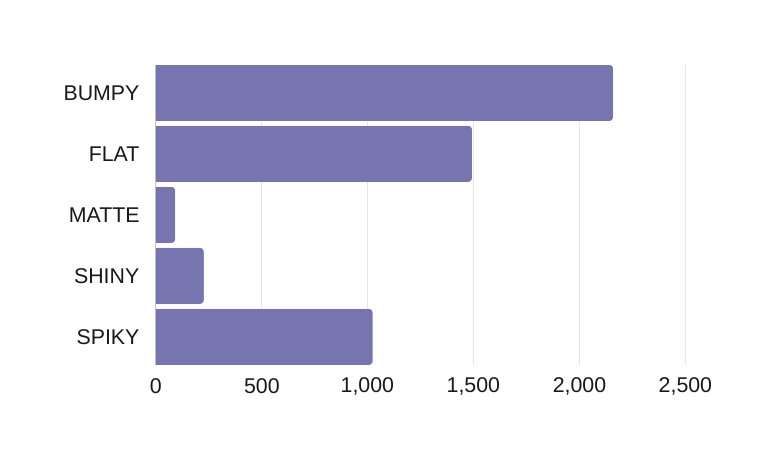 BUMPY
FLAT
MATTE
SHINY
SPIKY
0 500 1,000 1,500 2,000 2,500